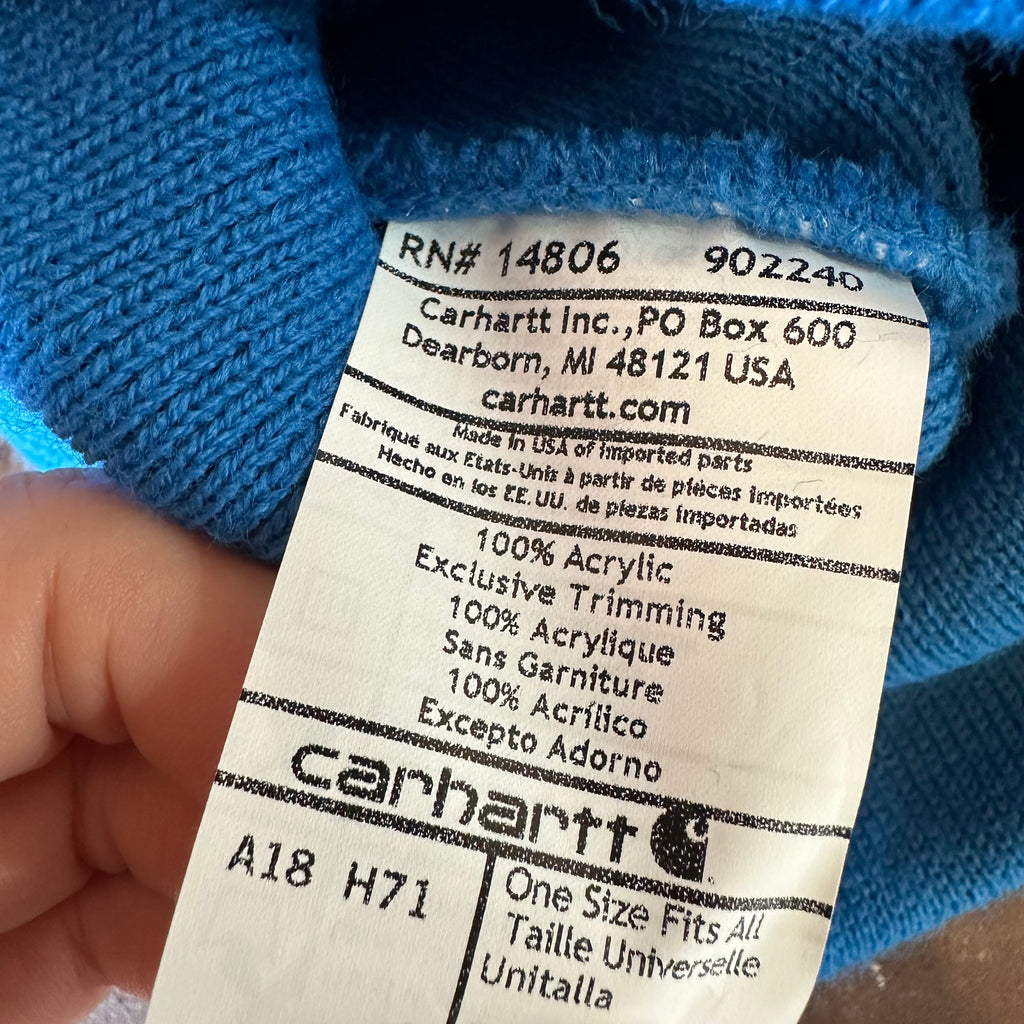 RN# 14806 902240
Carhartt Inc.,PO Box 600
Dearborn, MI 48121 USA
carhartt.com
Made in USA of imported parts
Fabriqué aux Etats-Unis à partir de pièces importées
Hecho en los EE.UU. de piezas importadas
100% Acrylic
Exclusive Trimming
100% Acrylique
Sans Garniture
100% Acrílico
Excepto Adorno
carhartt
A18 H71
One Size Fits All
Taille Universelle
Unitalla